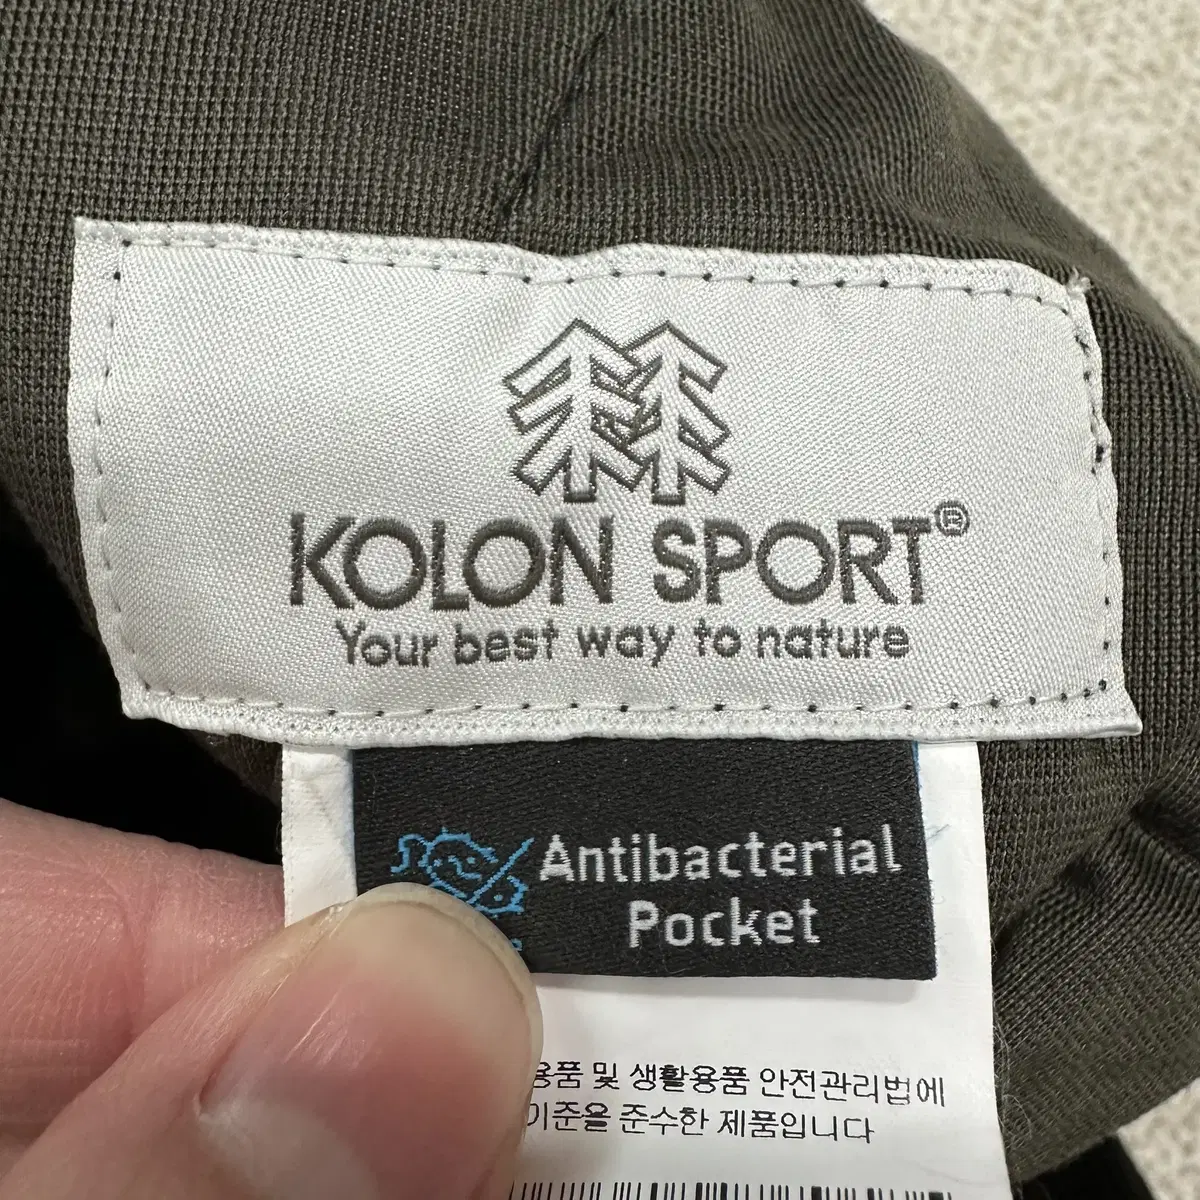 KOLON SPORT®
Your best way to nature
Antibacterial
Pocket
용품 및 생활용품 안전관리법에
준을 준수한 제품입니다